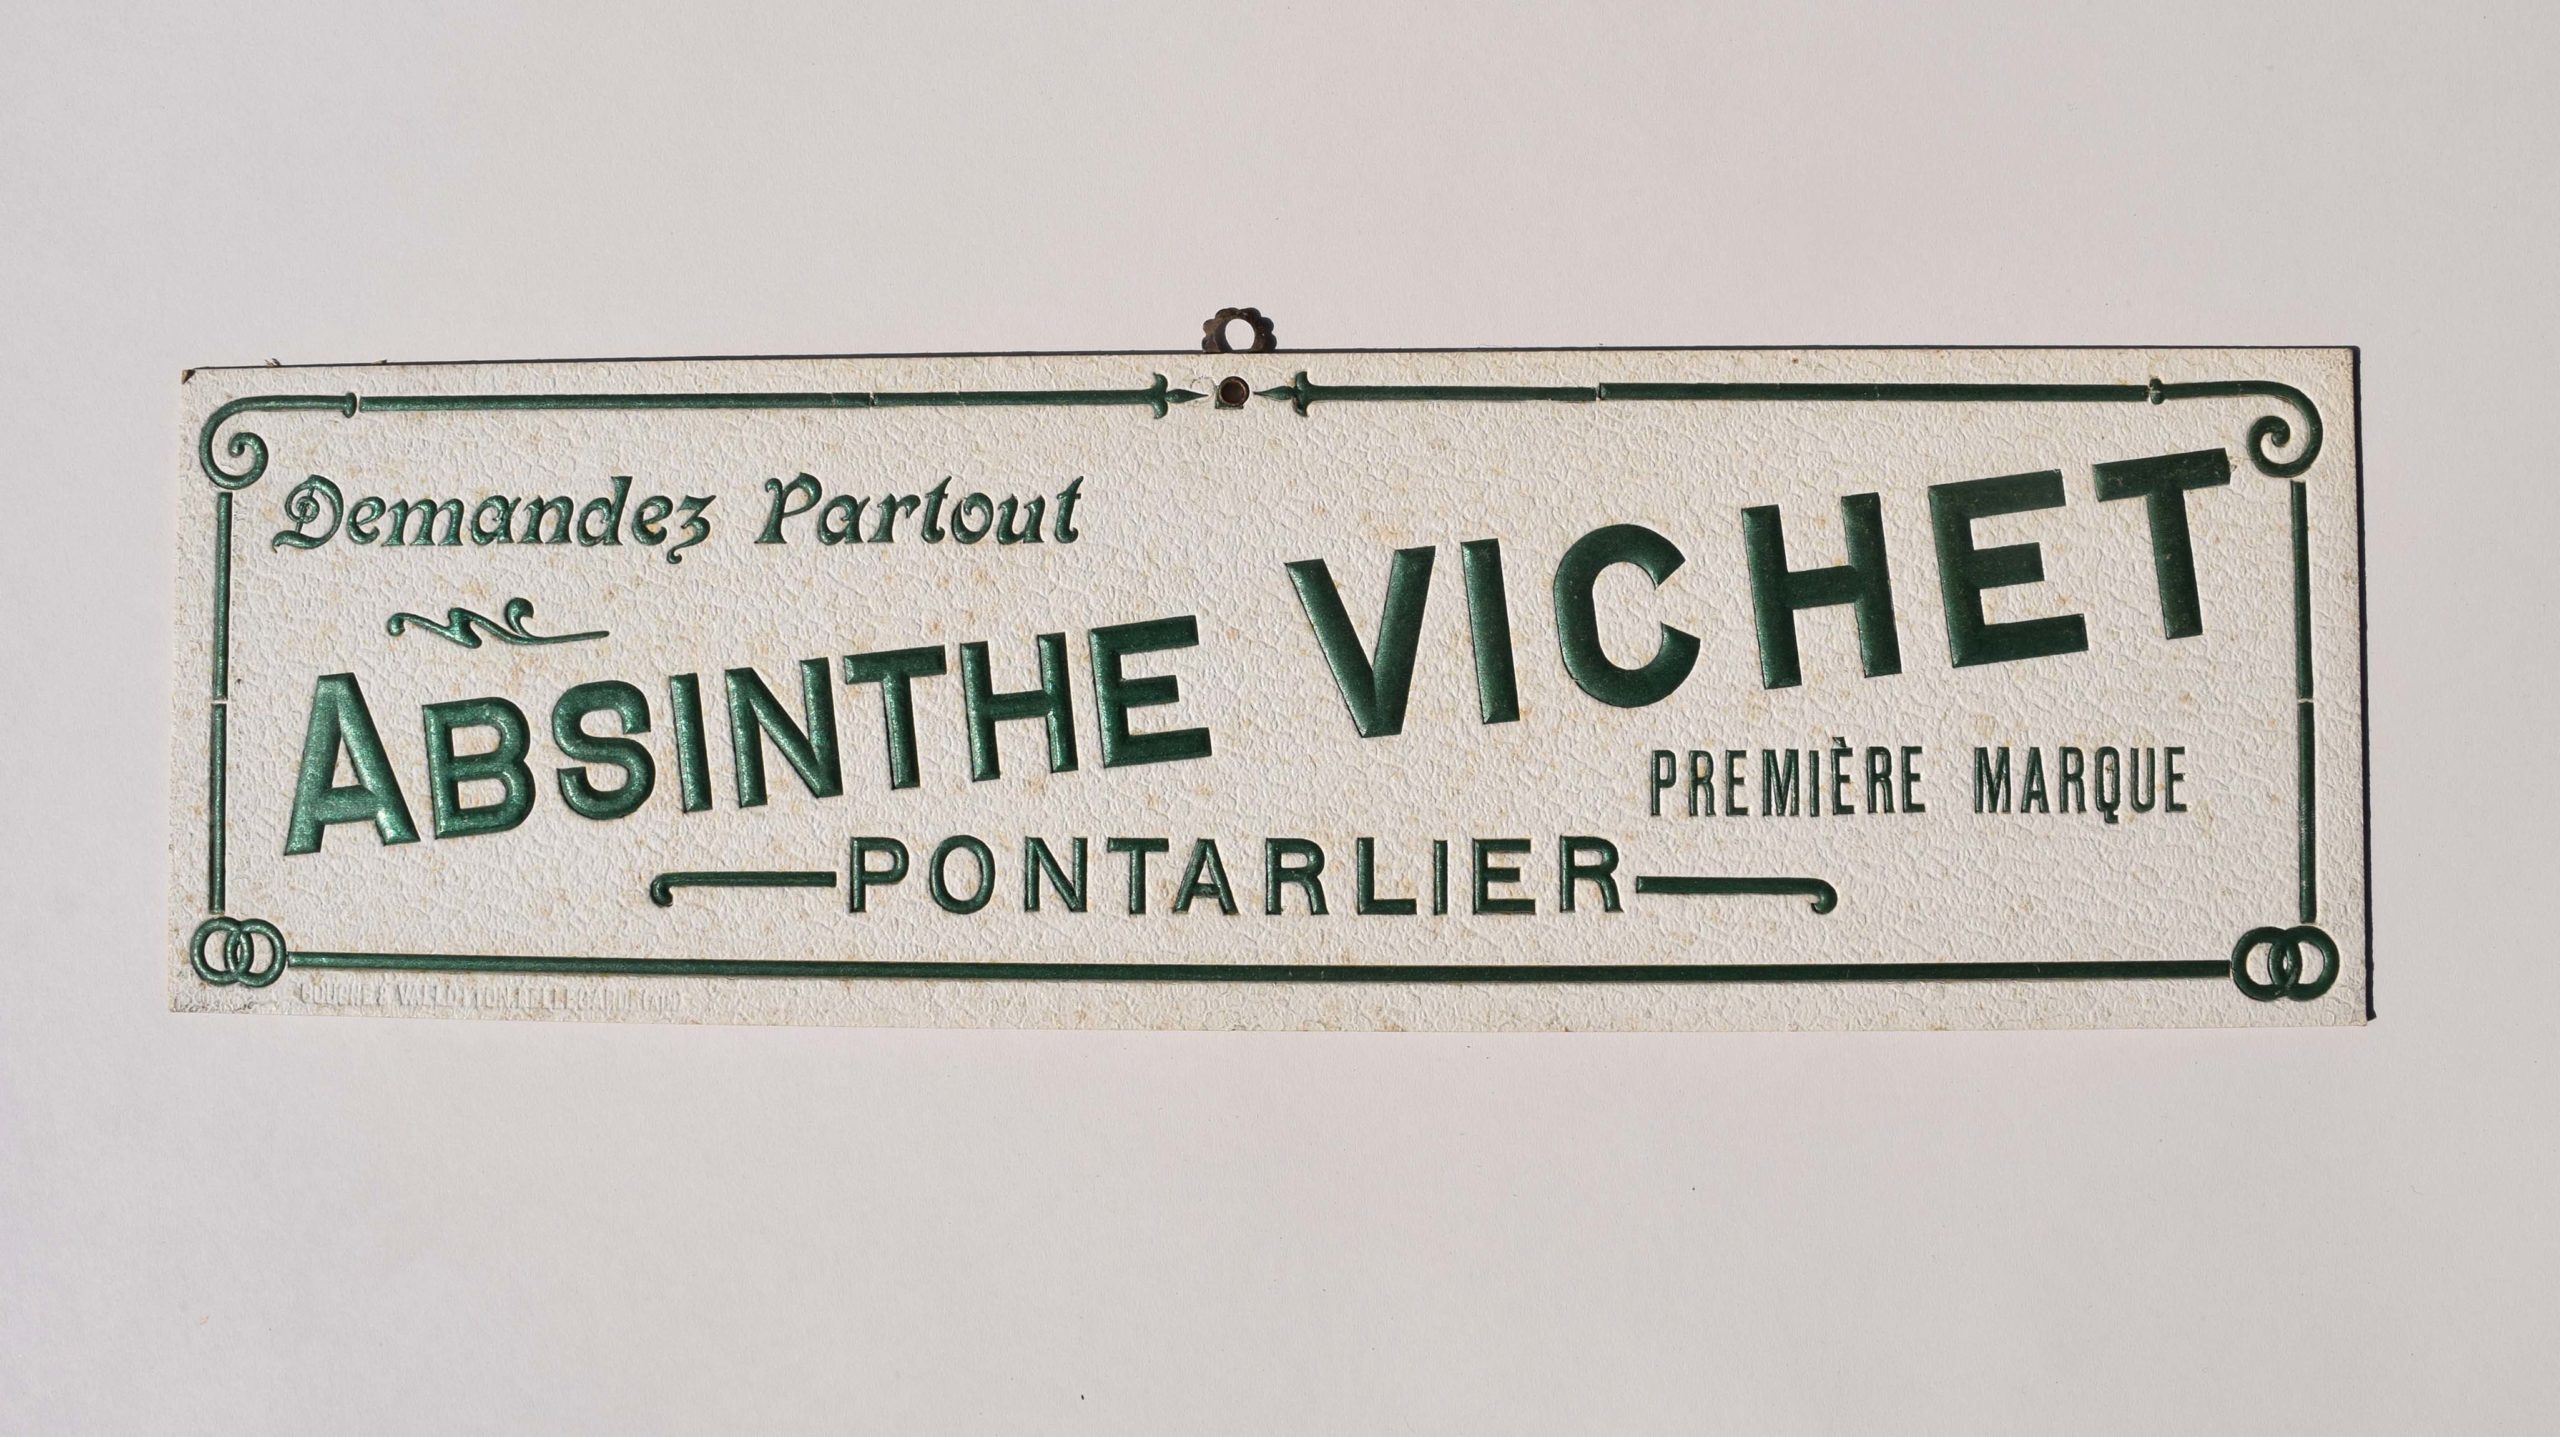 Demandez Partout
ABSINTHE VICHET
PREMIÈRE MARQUE
PONTARLIER